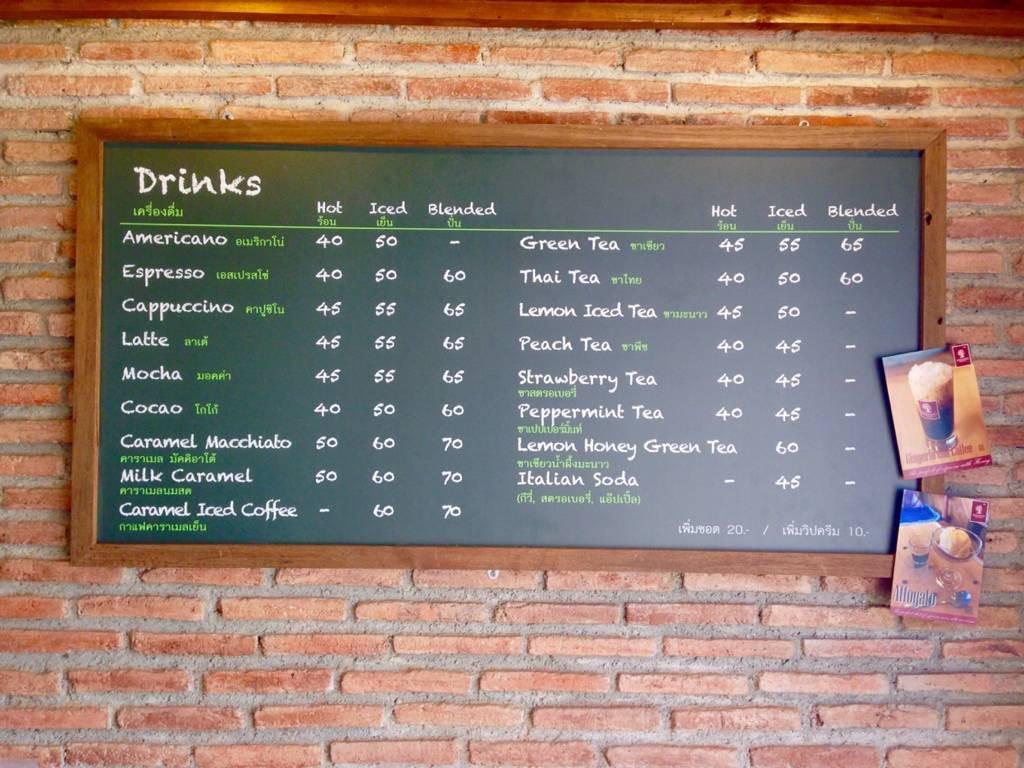 Drinks
เครื่องดื่ม
Hot Iced Blended
ร้อน เย็น ปั่น
Americano อเมริกาโน่ 40 50 -
Espresso เอสเปรสโซ่ 40 50 60
Cappuccino คาปูชิโน 45 55 65
Latte ลาเต้ 45 55 65
Mocha มอคค่า 45 55 65
Cocao โกโก้ 40 50 60
Caramel Macchiato 50 60 70
คาราเมล มัคคิอาโต้
Milk Caramel 50 60 70
คาราเมลนมสด
Caramel Iced Coffee - 60 70
กาแฟคาราเมลเย็น
Hot Iced Blended
ร้อน เย็น ปั่น
Green Tea ชาเขียว 45 55 65
Thai Tea ชาไทย 40 50 60
Lemon Iced Tea ชามะนาว 45 50 -
Peach Tea ชาพีช 40 45 -
Strawberry Tea 40 45 -
ชาสตรอเบอรี่
Peppermint Tea 40 45 -
ชาเปปเปอร์มิ้นท์
Lemon Honey Green Tea 60 -
ชาเขียวน้ำผึ้งมะนาว
Italian Soda - 45 -
(กีวี่, สตรอเบอรี่, แอ๊ปเปิ้ล)
เพิ่มชอต 20.- / เพิ่มวิปครีม 10.-
Affogato